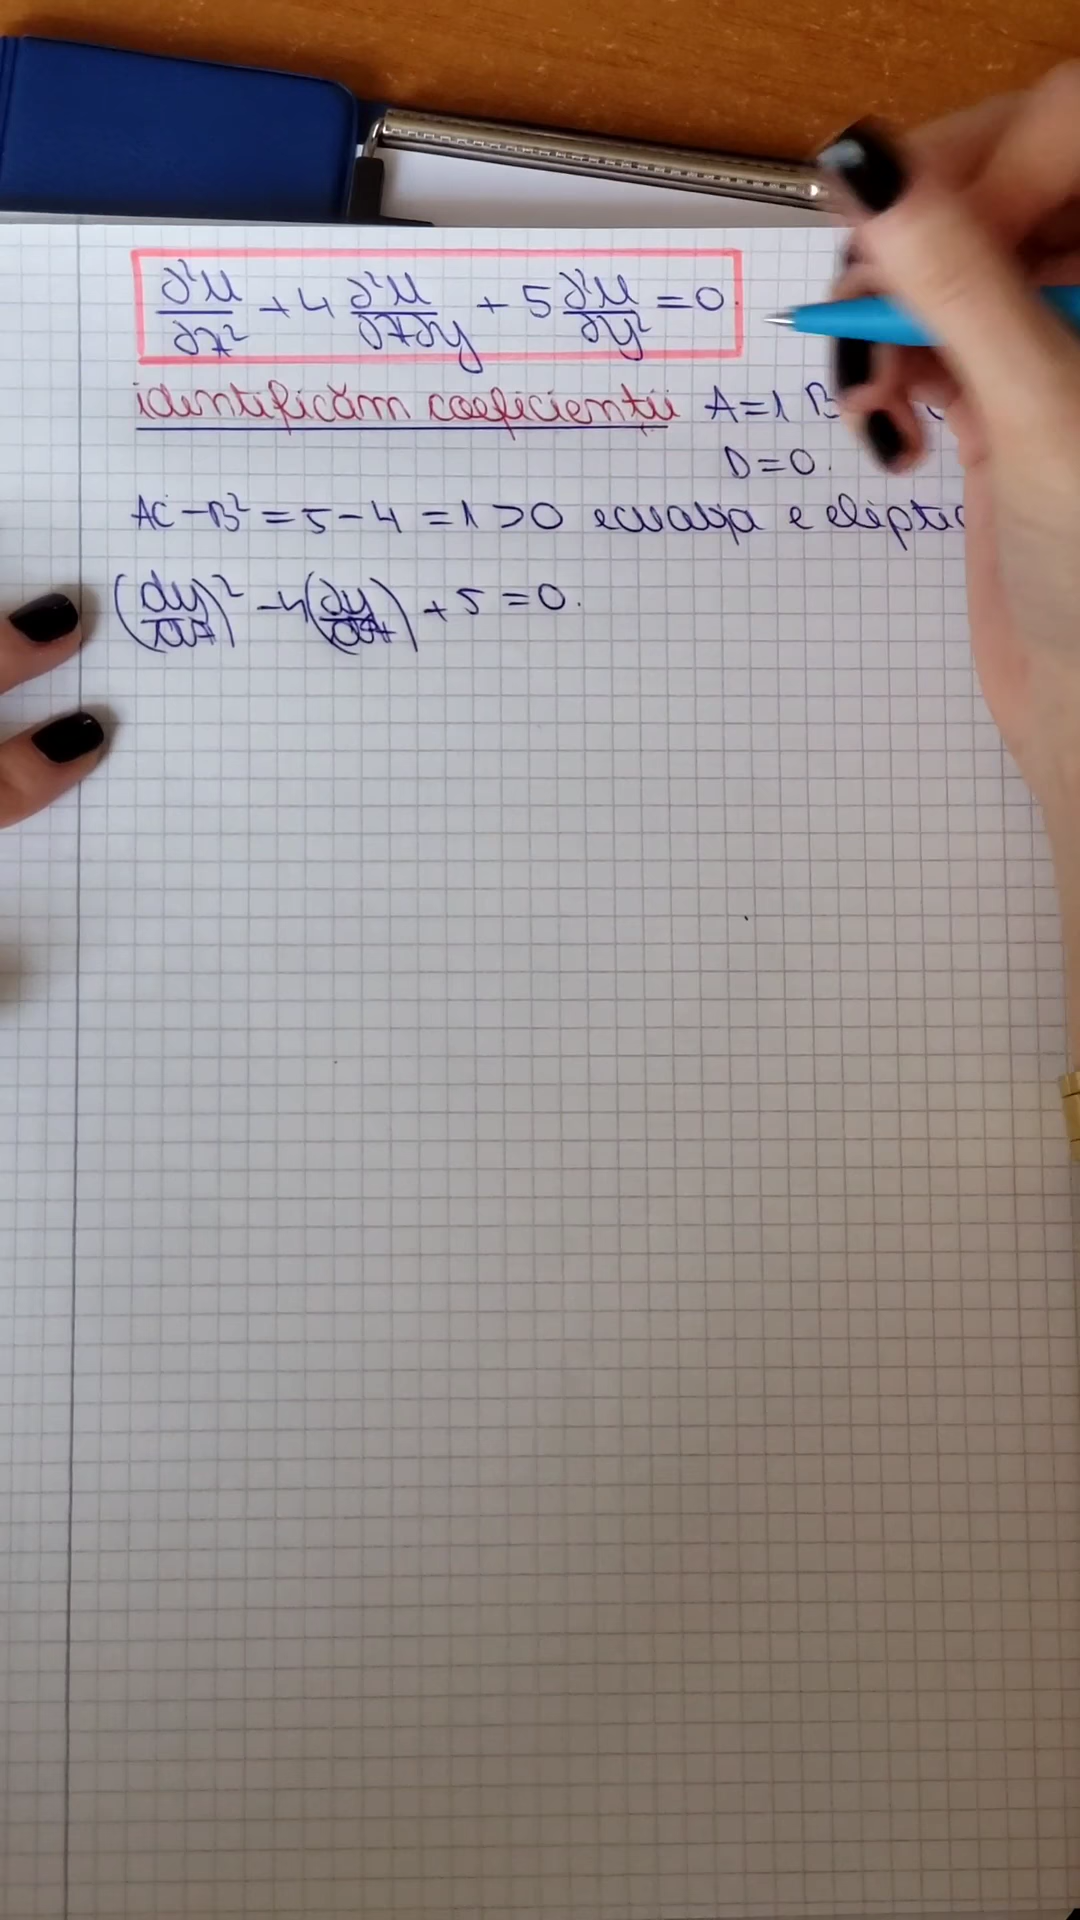 ∂²u/∂x² + 4 ∂²u/∂x∂y + 5 ∂²u/∂y² = 0.
identificăm coeficienții A=1 B
D=0.
AC-B² = 5-4 = 1 > 0 ecuația e eliptic
(dy/dx)² - 4(dy/dx) + 5 = 0.